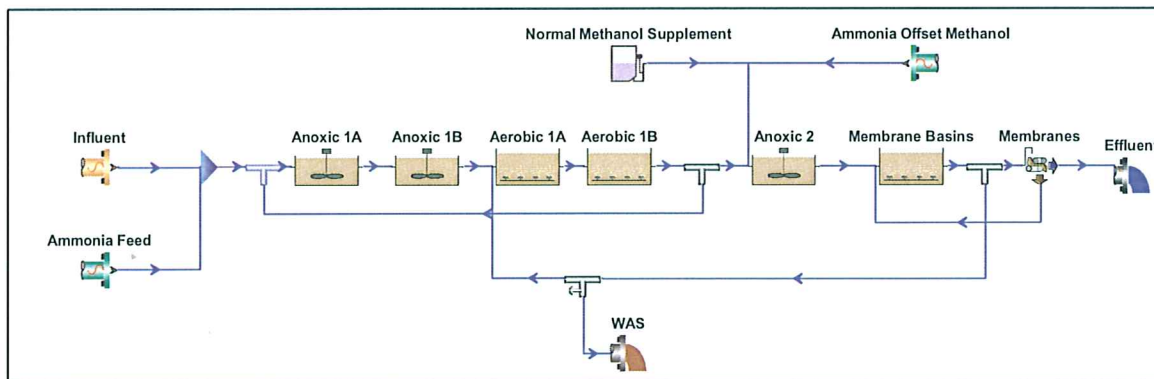 Normal Methanol Supplement
Ammonia Offset Methanol
Influent
Anoxic 1A
Anoxic 1B
Aerobic 1A
Aerobic 1B
Anoxic 2
Membrane Basins
Membranes
Effluent
Ammonia Feed
WAS